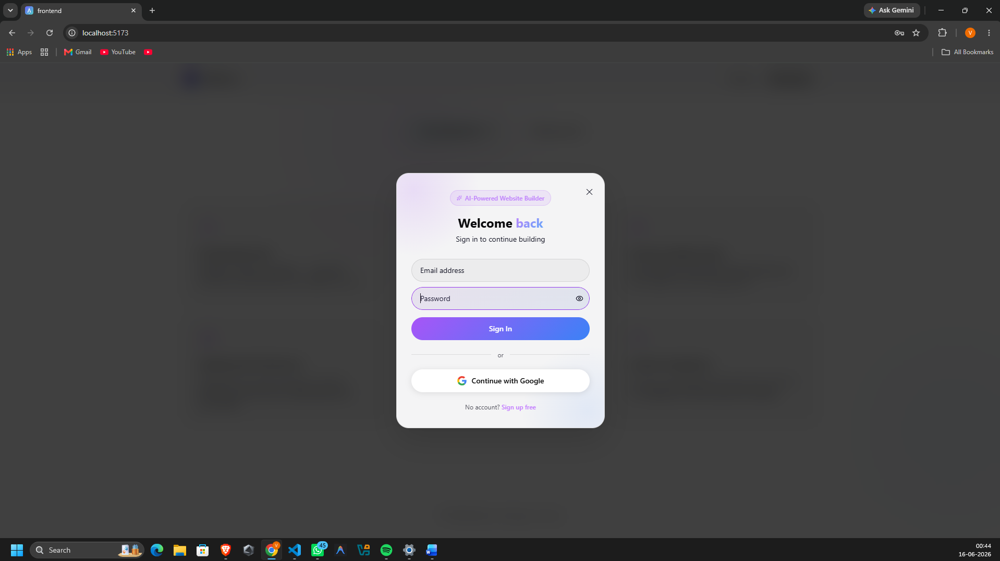 frontend
Ask Gemini
localhost:5173
V
Apps
Gmail
YouTube
All Bookmarks
AI-Powered Website Builder
Welcome back
Sign in to continue building
Email address
Password
Sign In
or
Continue with Google
No account? Sign up free
Search
V
45
W
00:44
16-06-2026